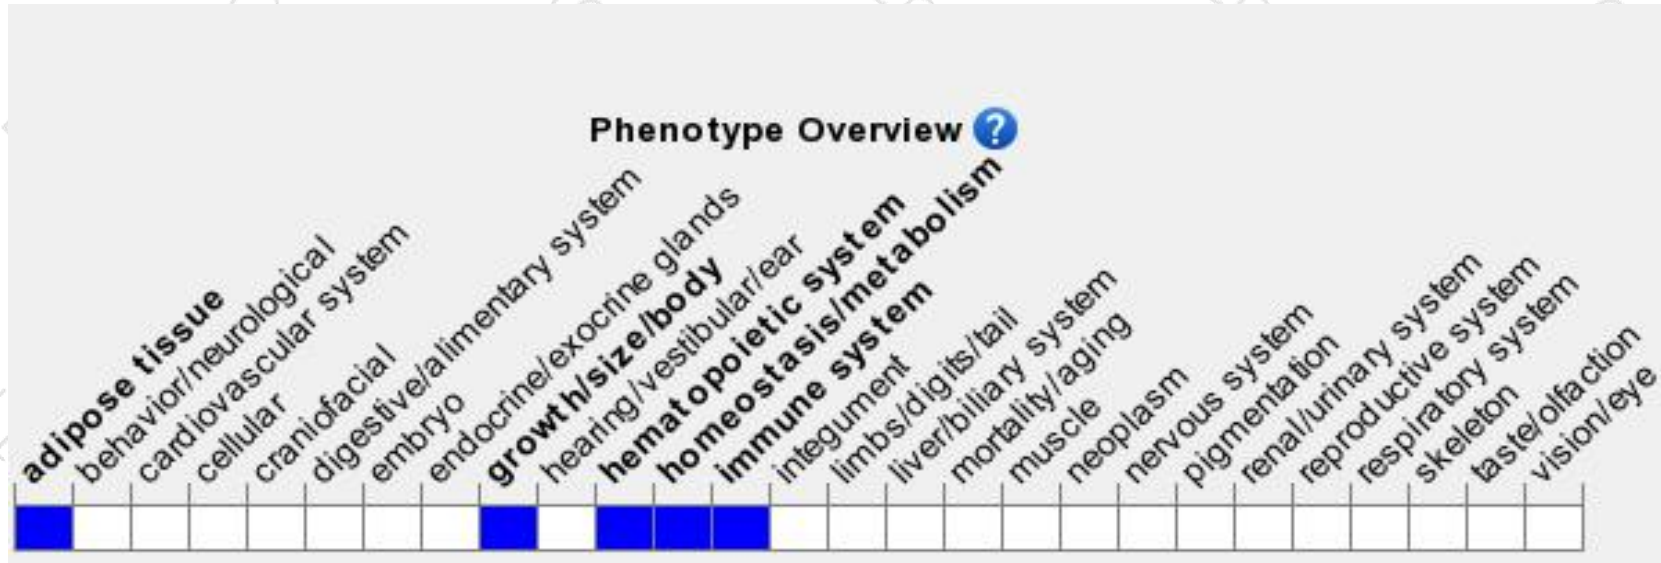 Phenotype Overview ?
adipose tissue
behavior/neurological
cardiovascular system
cellular
craniofacial
digestive/alimentary system
embryo
endocrine/exocrine glands
growth/size/body
hearing/vestibular/ear
hematopoietic system
homeostasis/metabolism
immune system
integument
limbs/digits/tail
liver/biliary system
mortality/aging
muscle
neoplasm
nervous system
pigmentation
renal/urinary system
reproductive system
respiratory system
skeleton
taste/olfaction
vision/eye